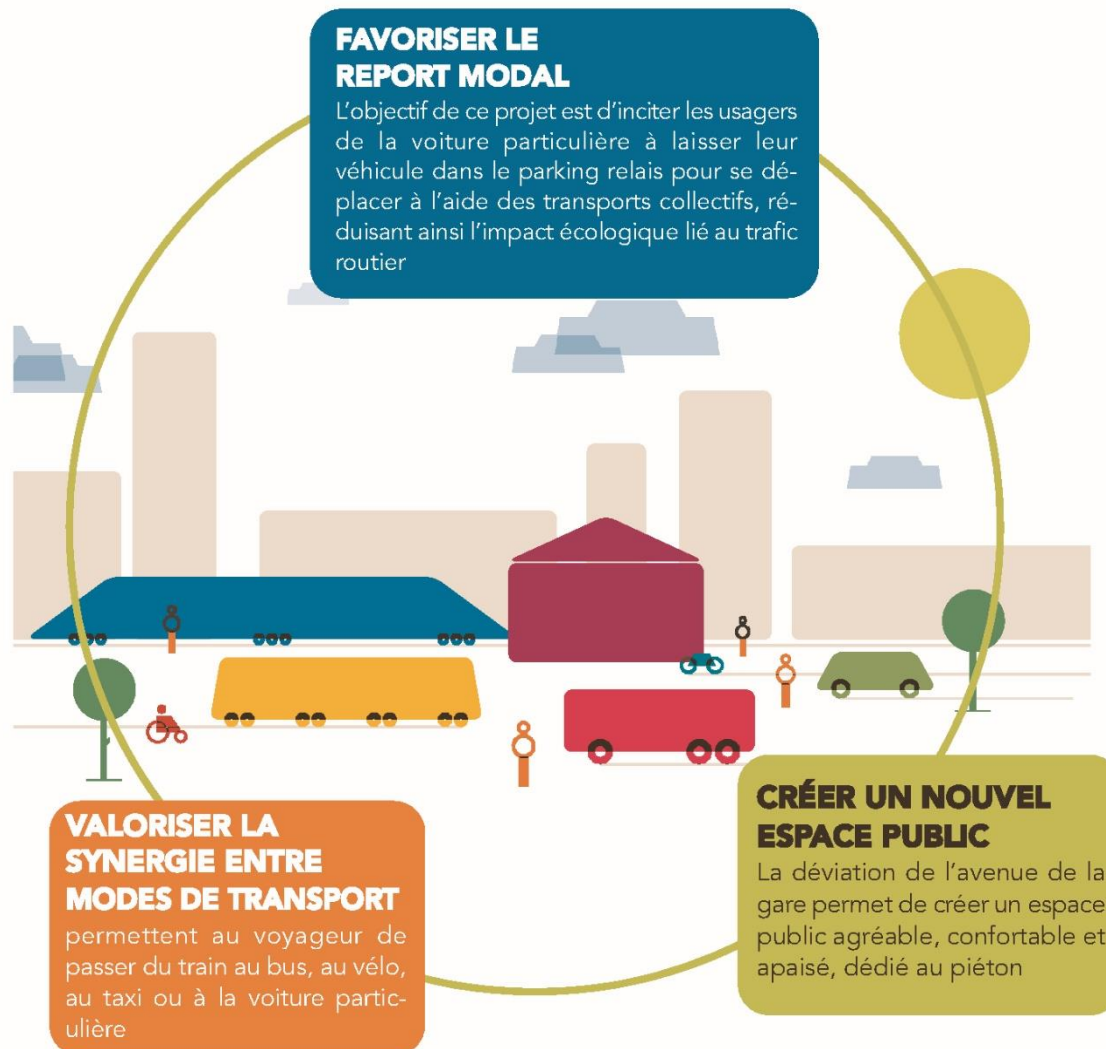 FAVORISER LE
REPORT MODAL
L'objectif de ce projet est d'inciter les usagers
de la voiture particulière à laisser leur
véhicule dans le parking relais pour se dé-
placer à l'aide des transports collectifs, ré-
duisant ainsi l'impact écologique lié au trafic
routier
VALORISER LA
SYNERGIE ENTRE
MODES DE TRANSPORT
permettent au voyageur de
passer du train au bus, au vélo,
au taxi ou à la voiture partic-
ulière
CRÉER UN NOUVEL
ESPACE PUBLIC
La déviation de l'avenue de la
gare permet de créer un espace
public agréable, confortable et
apaisé, dédié au piéton